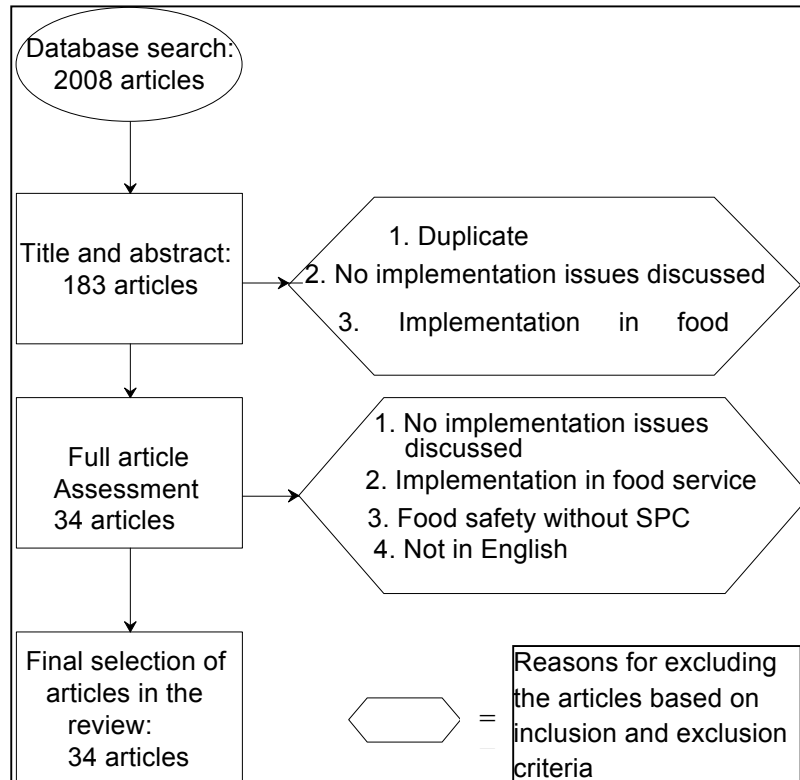 Database search:
2008 articles
Title and abstract:
183 articles
1. Duplicate
2. No implementation issues discussed
3. Implementation in food
Full article
Assessment
34 articles
1. No implementation issues
discussed
2. Implementation in food service
3. Food safety without SPC
4. Not in English
Final selection of
articles in the
review:
34 articles
=
Reasons for excluding
the articles based on
inclusion and exclusion
criteria